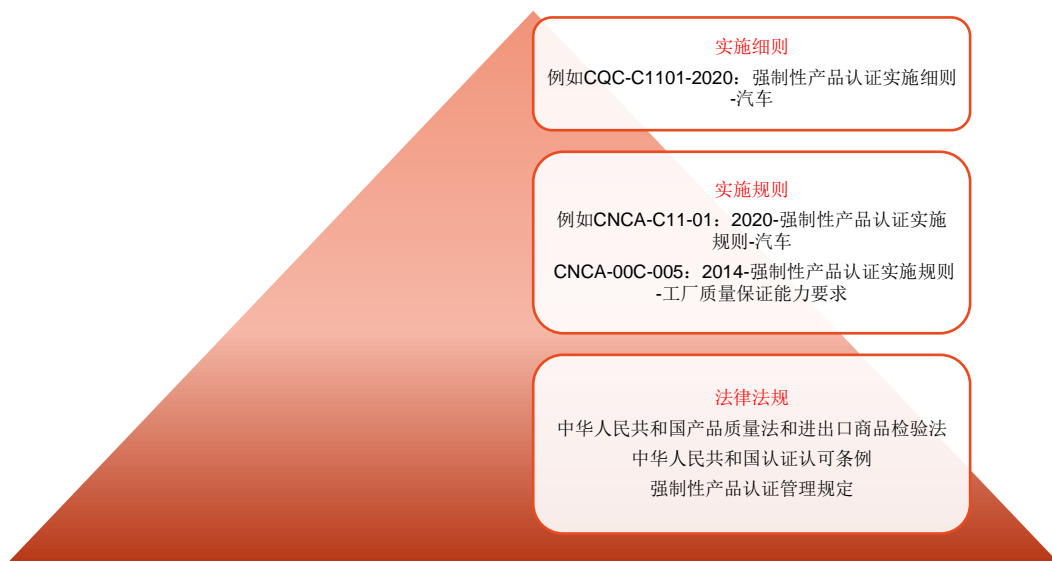 实施细则
例如CQC-C1101-2020：强制性产品认证实施细则
-汽车
实施规则
例如CNCA-C11-01：2020-强制性产品认证实施
规则-汽车
CNCA-00C-005：2014-强制性产品认证实施规则
-工厂质量保证能力要求
法律法规
中华人民共和国产品质量法和进出口商品检验法
中华人民共和国认证认可条例
强制性产品认证管理规定